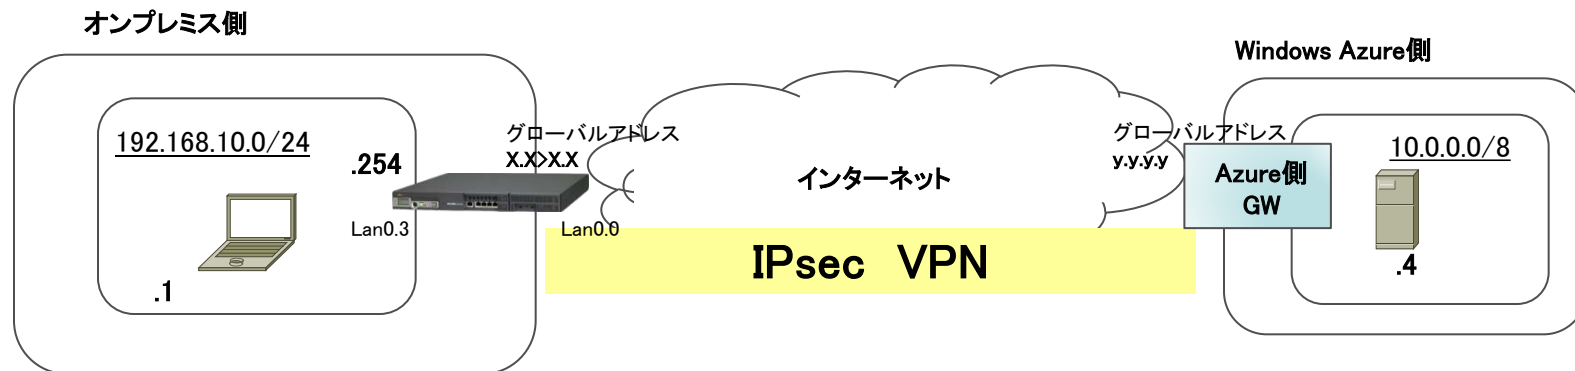 オンプレミス側
Windows Azure側
192.168.10.0/24
.254
グローバルアドレス
X.X>X.X
インターネット
グローバルアドレス
y.y.y.y
Azure側
GW
10.0.0.0/8
Lan0.3
Lan0.0
IPsec VPN
.1
.4